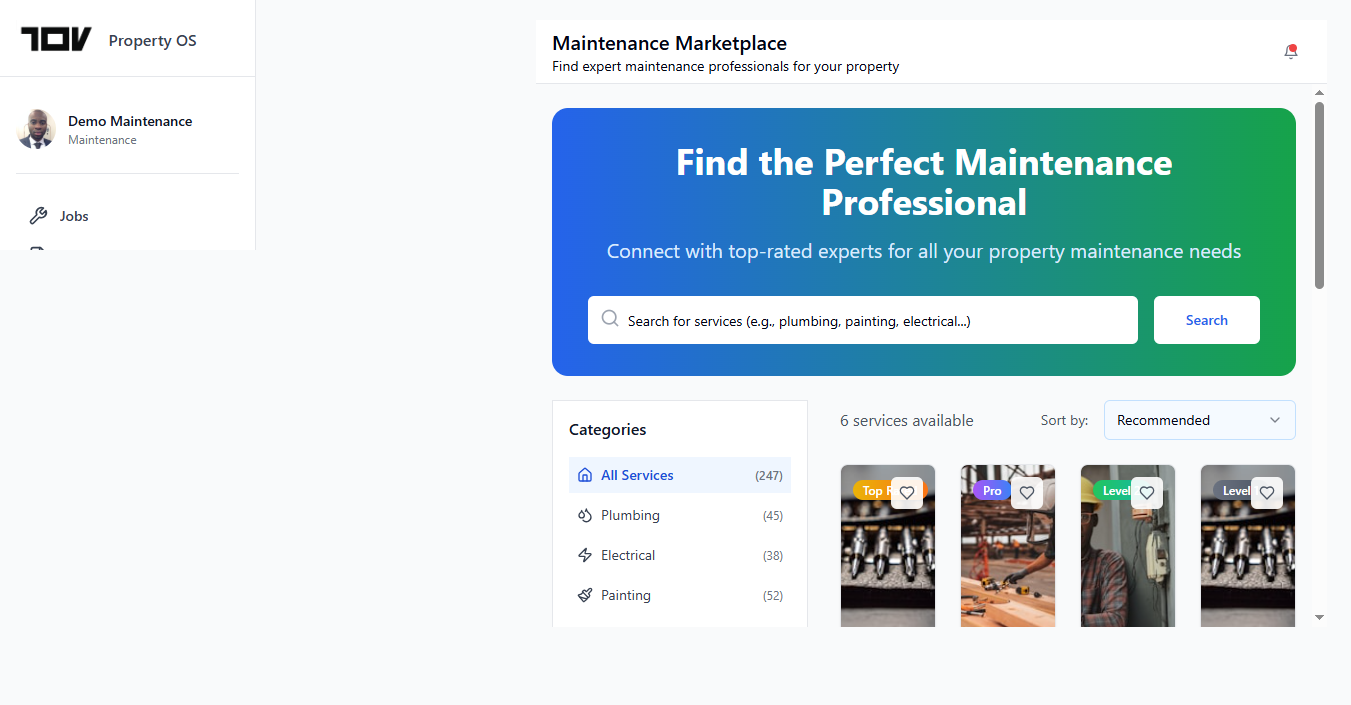 TOV Property OS
Demo Maintenance
Maintenance
Jobs
Maintenance Marketplace
Find expert maintenance professionals for your property
Find the Perfect Maintenance
Professional
Connect with top-rated experts for all your property maintenance needs
Search for services (e.g., plumbing, painting, electrical...)
Search
Categories
All Services (247)
Plumbing (45)
Electrical (38)
Painting (52)
6 services available
Sort by: Recommended
Top
Pro
Level
Level